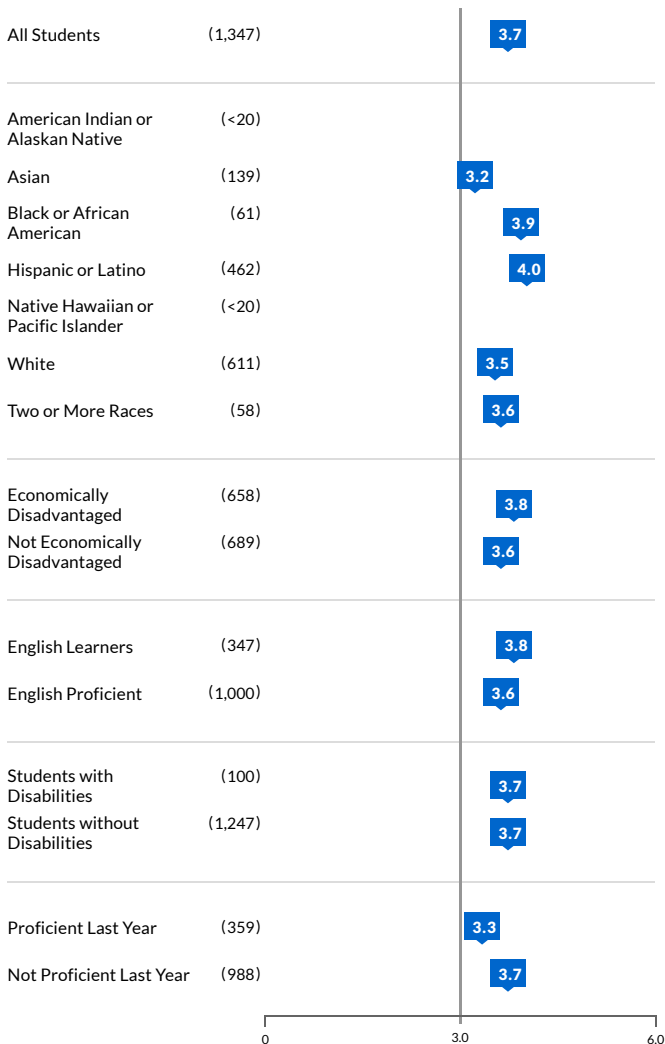 All Students (1,347) 3.7
American Indian or (<20)
Alaskan Native
Asian (139) 3.2
Black or African (61) 3.9
American
Hispanic or Latino (462) 4.0
Native Hawaiian or (<20)
Pacific Islander
White (611) 3.5
Two or More Races (58) 3.6
Economically (658) 3.8
Disadvantaged
Not Economically (689) 3.6
Disadvantaged
English Learners (347) 3.8
English Proficient (1,000) 3.6
Students with (100) 3.7
Disabilities
Students without (1,247) 3.7
Disabilities
Proficient Last Year (359) 3.3
Not Proficient Last Year (988) 3.7
0 3.0 6.0